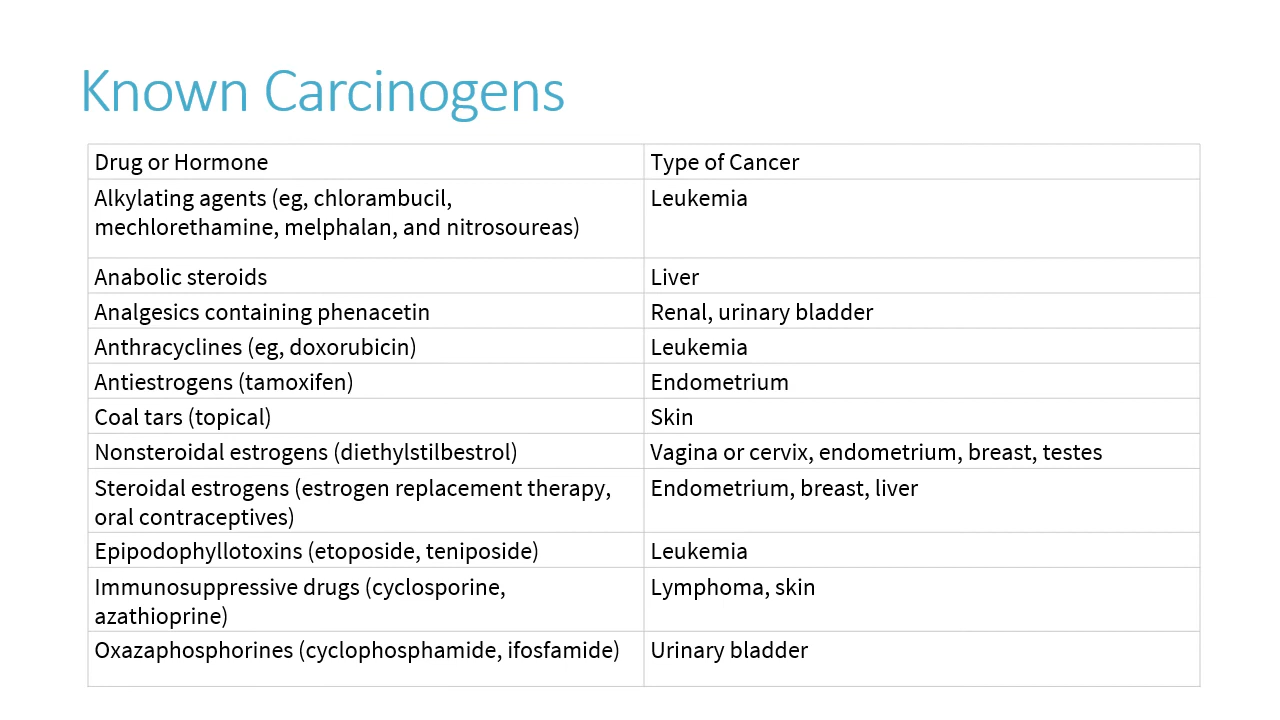 Known Carcinogens
Drug or Hormone
Type of Cancer
Alkylating agents (eg, chlorambucil,
mechlorethamine, melphalan, and nitrosoureas)
Leukemia
Anabolic steroids
Liver
Analgesics containing phenacetin
Renal, urinary bladder
Anthracyclines (eg, doxorubicin)
Leukemia
Antiestrogens (tamoxifen)
Endometrium
Coal tars (topical)
Skin
Nonsteroidal estrogens (diethylstilbestrol)
Vagina or cervix, endometrium, breast, testes
Steroidal estrogens (estrogen replacement therapy,
oral contraceptives)
Endometrium, breast, liver
Epipodophyllotoxins (etoposide, teniposide)
Leukemia
Immunosuppressive drugs (cyclosporine,
azathioprine)
Lymphoma, skin
Oxazaphosphorines (cyclophosphamide, ifosfamide)
Urinary bladder